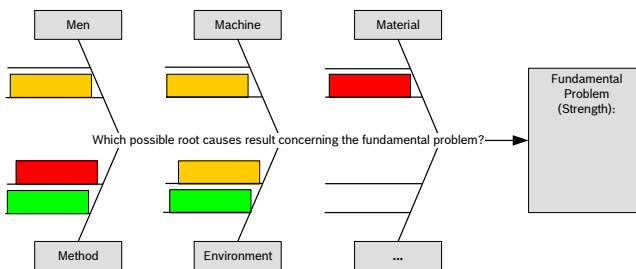 Men
Machine
Material
Fundamental
Problem
(Strength):
Which possible root causes result concerning the fundamental problem?
Method
Environment
...